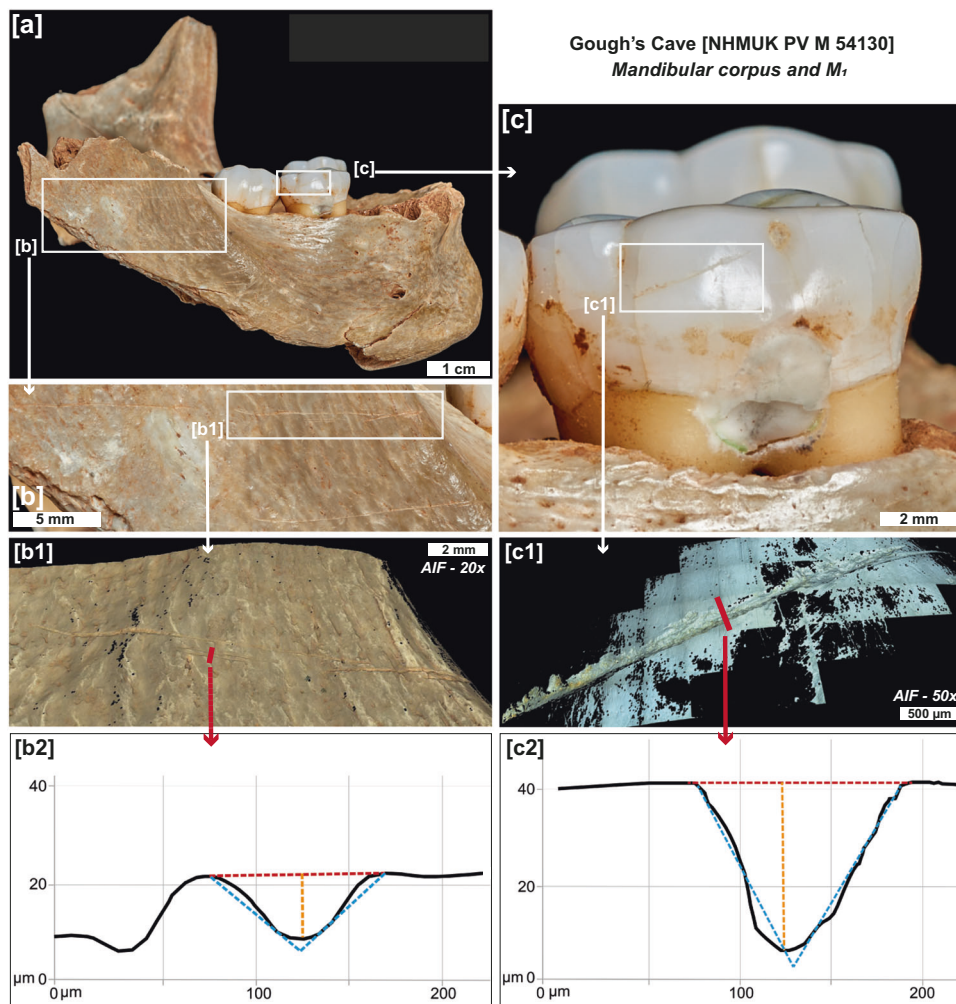 [a]
Gough's Cave [NHMUK PV M 54130]
Mandibular corpus and M₁
[c]
[b]
1 cm
[c]
[c1]
2 mm
[b1]
[b]
5 mm
[b1]
2 mm
AIF - 20x
[c1]
AIF - 50x
500 µm
[b2]
40
20
µm 0
0 µm
100
200
[c2]
40
20
µm 0
0 µm
100
200